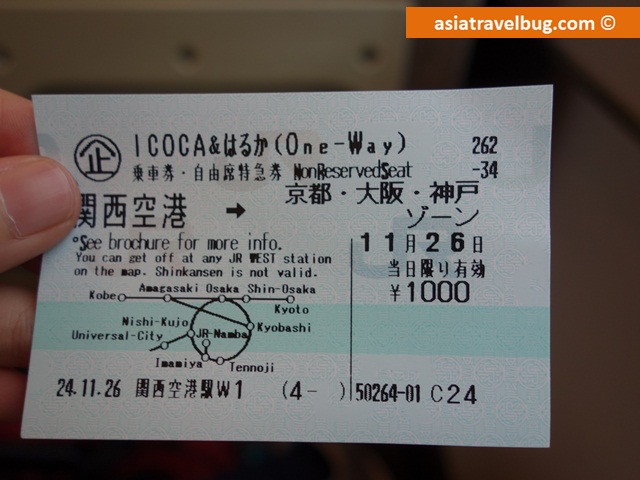 asiatravelbug.com ©
企 ICOCA&はるか(One-Way) 262
乗車券・自由席特急券 NonReservedSeat -34
関西空港 → 京都・大阪・神戸
ゾーン
°See brochure for more info.
You can get off at any JR WEST station
on the map. Shinkansen is not valid.
11月26日
当日限り有効
¥1000
Amagasaki Osaka Shin-Osaka
Kobe
Kyoto
Nishi-Kujo
Kyobashi
Universal-City
JR-Namba
Imamiya
Tennoji
24.11.26 関西空港駅W1 (4- ) 50264-01 C24